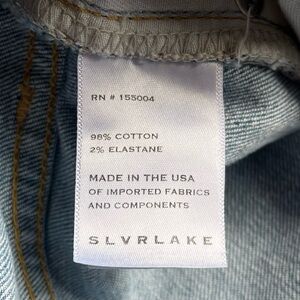 RN # 155004
98% COTTON
2% ELASTANE
MADE IN THE USA
OF IMPORTED FABRICS
AND COMPONENTS
SLVRLAKE